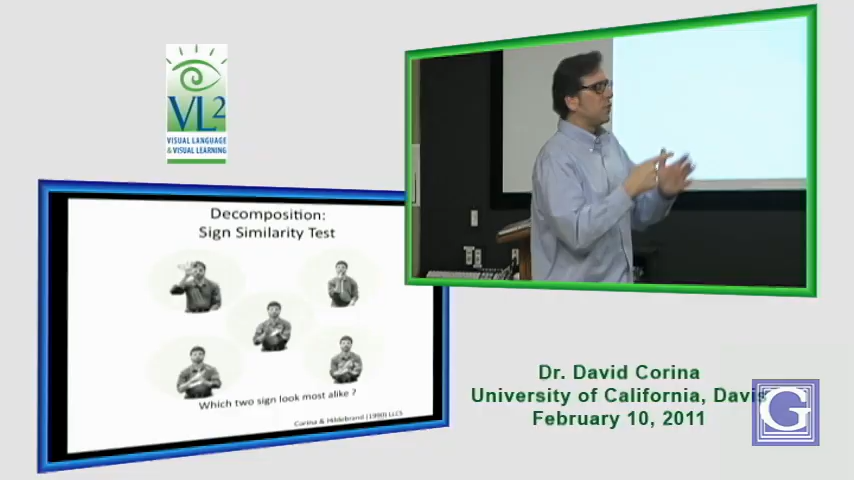 VL2
VISUAL LANGUAGE
& VISUAL LEARNING
Decomposition:
Sign Similarity Test
Which two sign look most alike ?
Corina & Hildebrand (1990) LLCS
Dr. David Corina
University of California, Davis
February 10, 2011
G